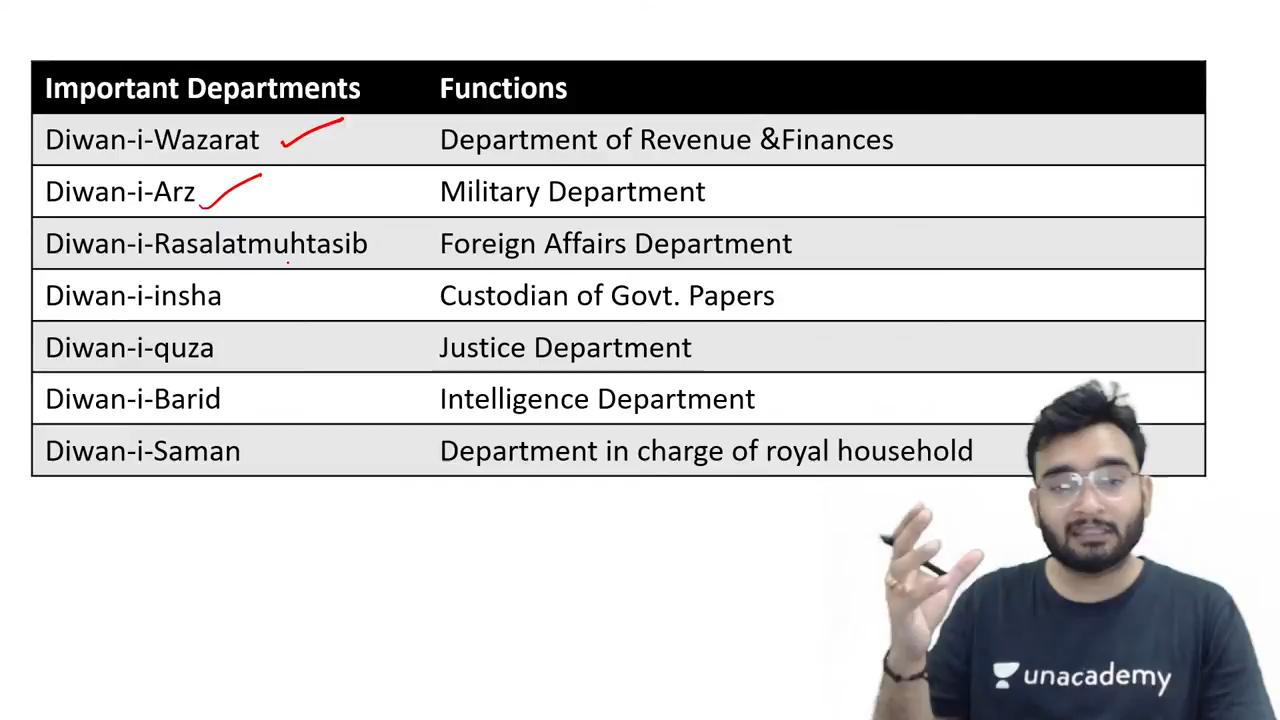 Important Departments Functions
Diwan-i-Wazarat Department of Revenue &Finances
Diwan-i-Arz Military Department
Diwan-i-Rasalatmuhtasib Foreign Affairs Department
Diwan-i-insha Custodian of Govt. Papers
Diwan-i-quza Justice Department
Diwan-i-Barid Intelligence Department
Diwan-i-Saman Department in charge of royal household
unacademy